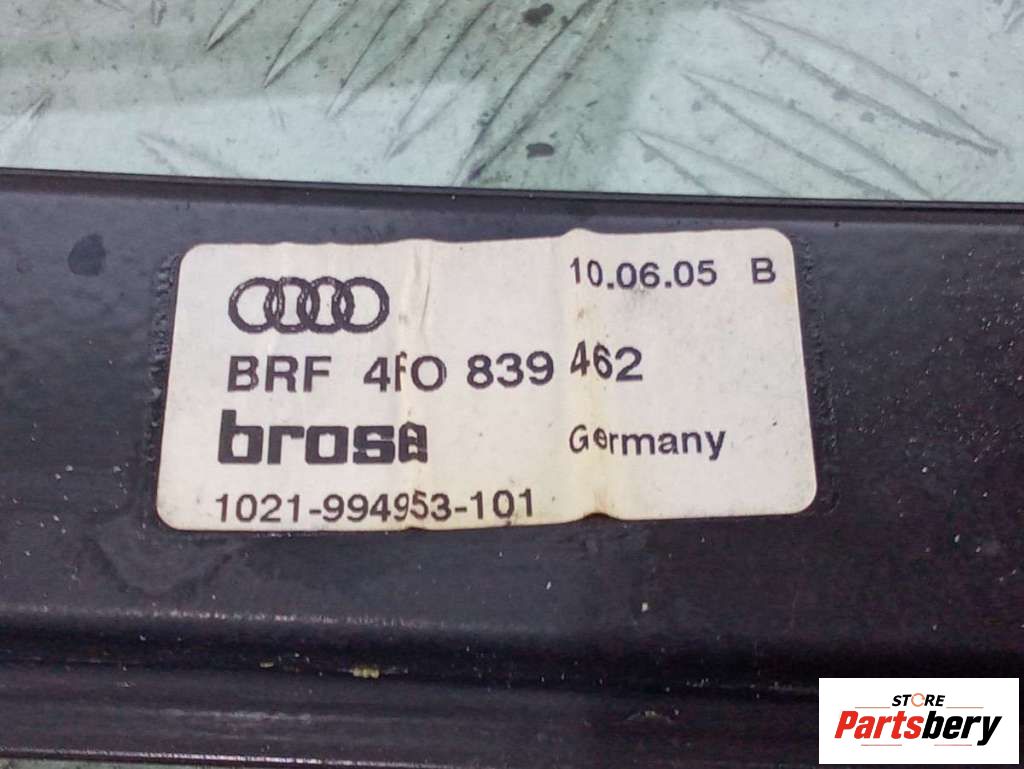 10.06.05 B
BRF 4F0 839 462
brose
Germany
1021-994953-101
STORE
Partsbery